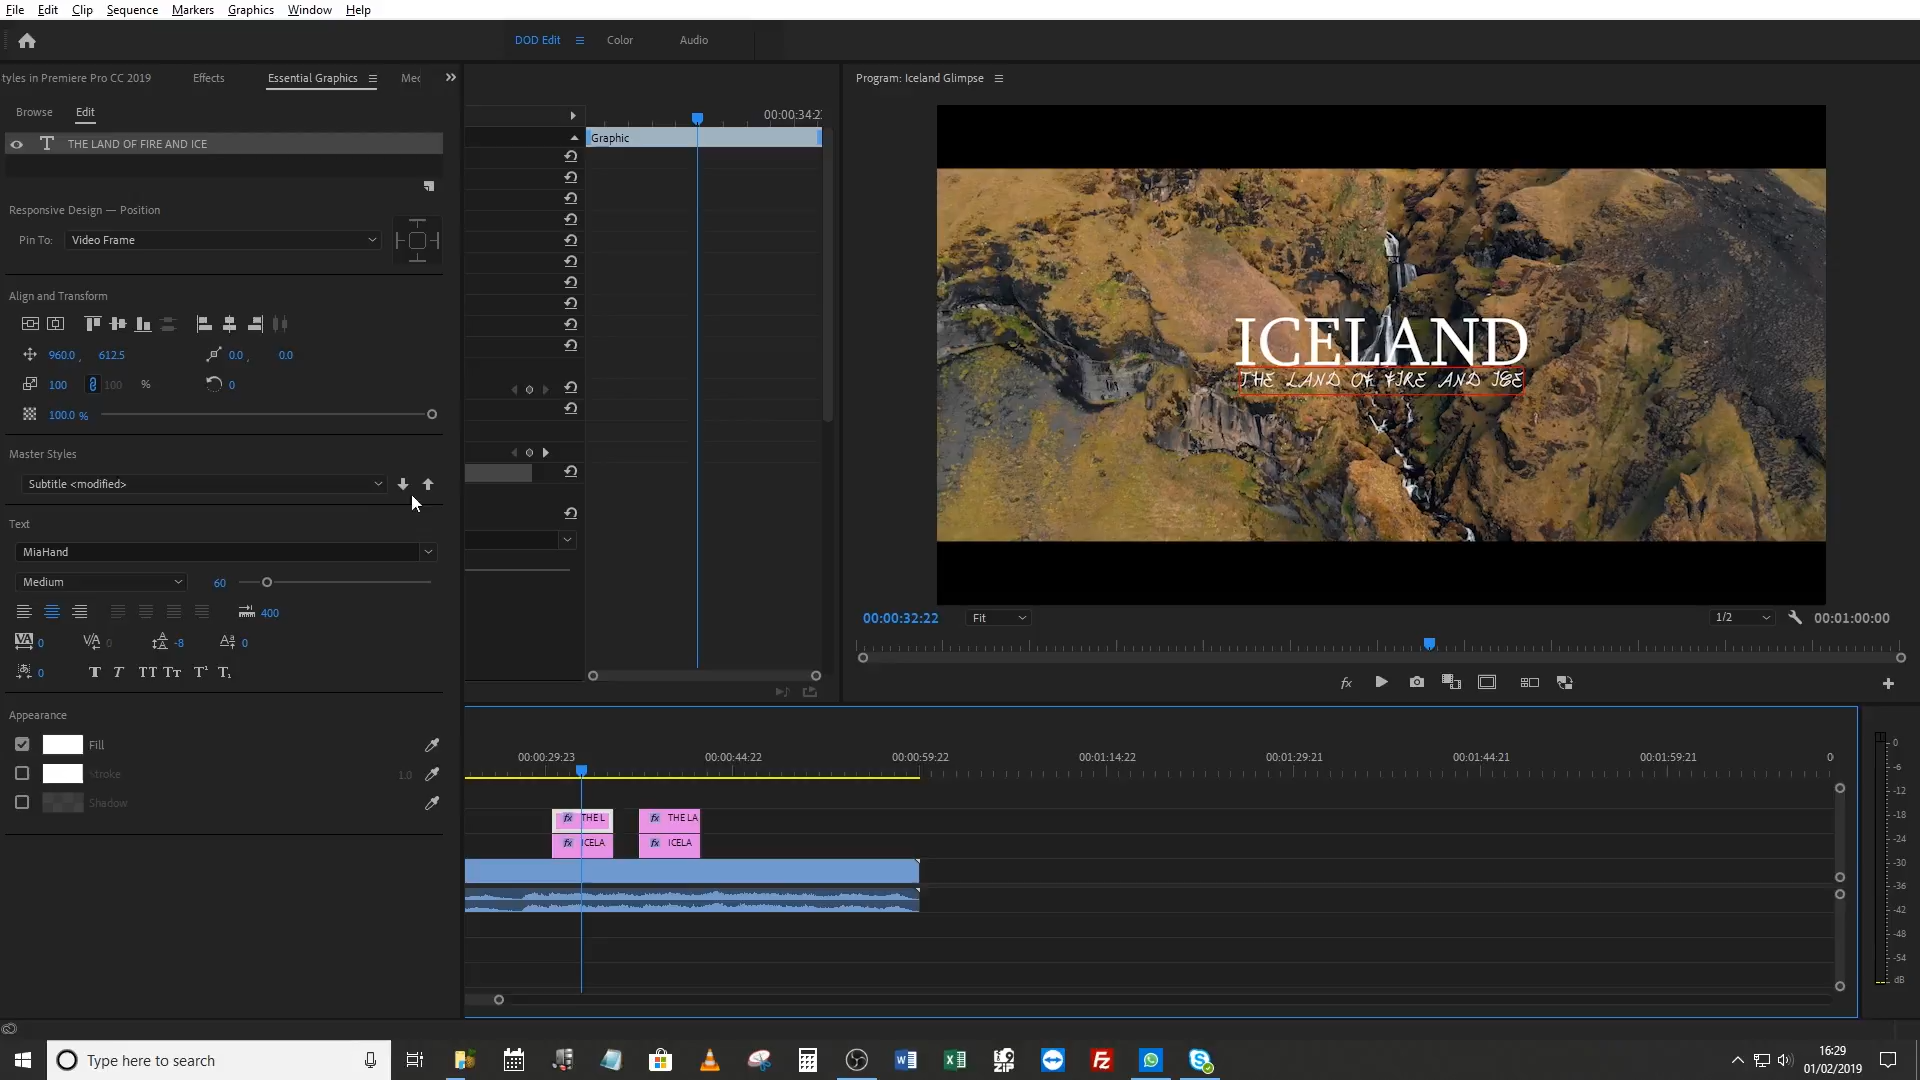 File Edit Clip Sequence Markers Graphics Window Help
DOD Edit Color Audio
tyles in Premiere Pro CC 2019 Effects Essential Graphics
Program: Iceland Glimpse
Browse Edit
THE LAND OF FIRE AND ICE
Responsive Design — Position
Pin To: Video Frame
Align and Transform
960.0 , 612.5 0.0 , 0.0
100 100 % 0
100.0 %
Master Styles
Subtitle <modified>
Text
MiaHand
Medium 60
400
0 0 -8 0
0 T T TT Tt T¹ T₁
Appearance
Fill
Stroke 1.0
Shadow
00:00:34:2
Graphic
ICELAND
THE LAND OF FIRE AND ICE
00:00:32:22 Fit 1/2 00:01:00:00
fx
00:00:29:23 00:00:44:22 00:00:59:22 00:01:14:22 00:01:29:21 00:01:44:21 00:01:59:21 0
fx THE L fx THE LA
fx ICELA fx ICELA
0
-6
-12
-18
-24
-30
-36
-42
-48
-54
dB
Type here to search
16:29
01/02/2019